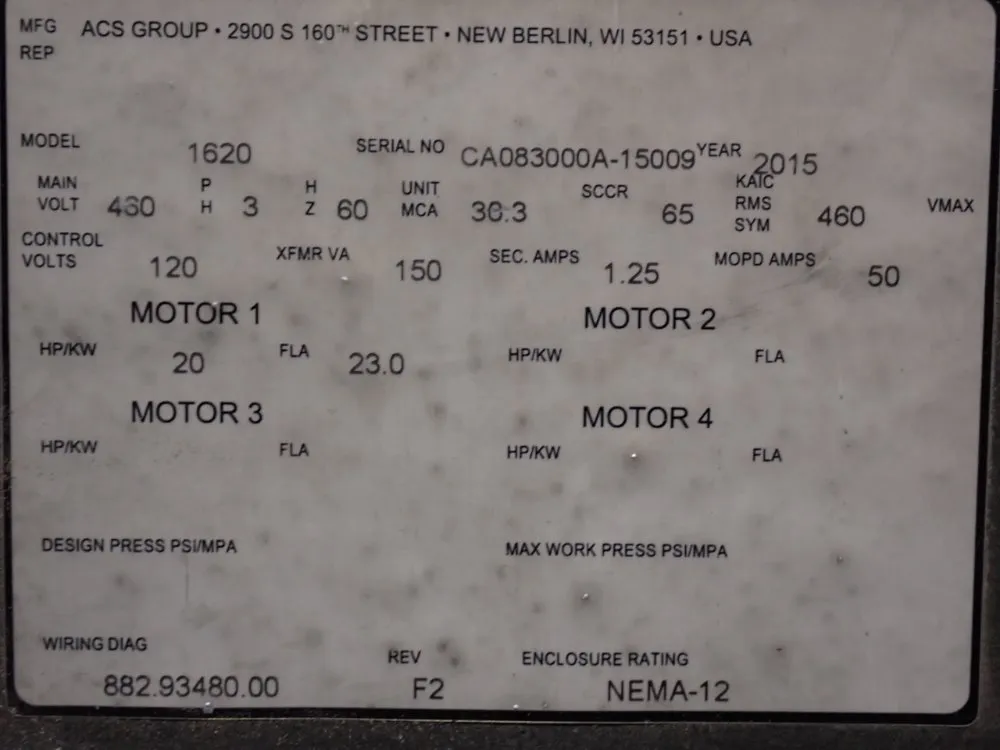 MFG REP ACS GROUP • 2900 S 160TH STREET • NEW BERLIN, WI 53151 • USA
MODEL 1620 SERIAL NO CA083000A-15009 YEAR 2015
MAIN VOLT 460 PH 3 HZ 60 UNIT MCA SCCR 65 KAIC RMS SYM 460 VMAX
CONTROL VOLTS 120 XFMR VA 150 SEC. AMPS 1.25 MOPD AMPS 50
MOTOR 1 MOTOR 2
HP/KW 20 FLA 23.0 HP/KW FLA
MOTOR 3 MOTOR 4
HP/KW FLA HP/KW FLA
DESIGN PRESS PSI/MPA MAX WORK PRESS PSI/MPA
WIRING DIAG 882.93480.00 REV F2 ENCLOSURE RATING NEMA-12